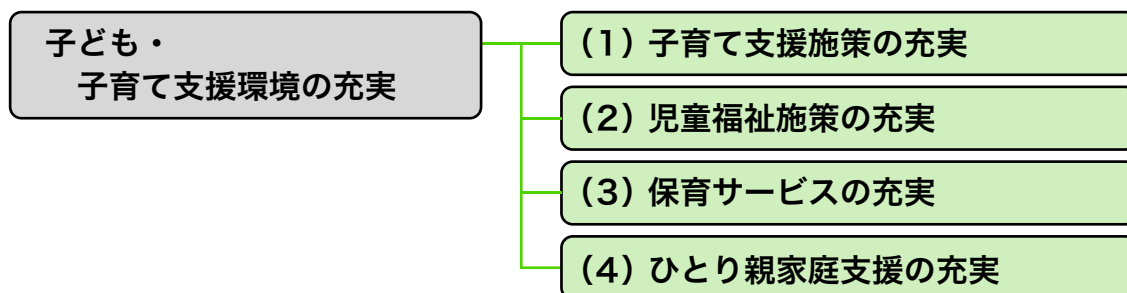 子ども・
子育て支援環境の充実
（1）子育て支援施策の充実
（2）児童福祉施策の充実
（3）保育サービスの充実
（4）ひとり親家庭支援の充実